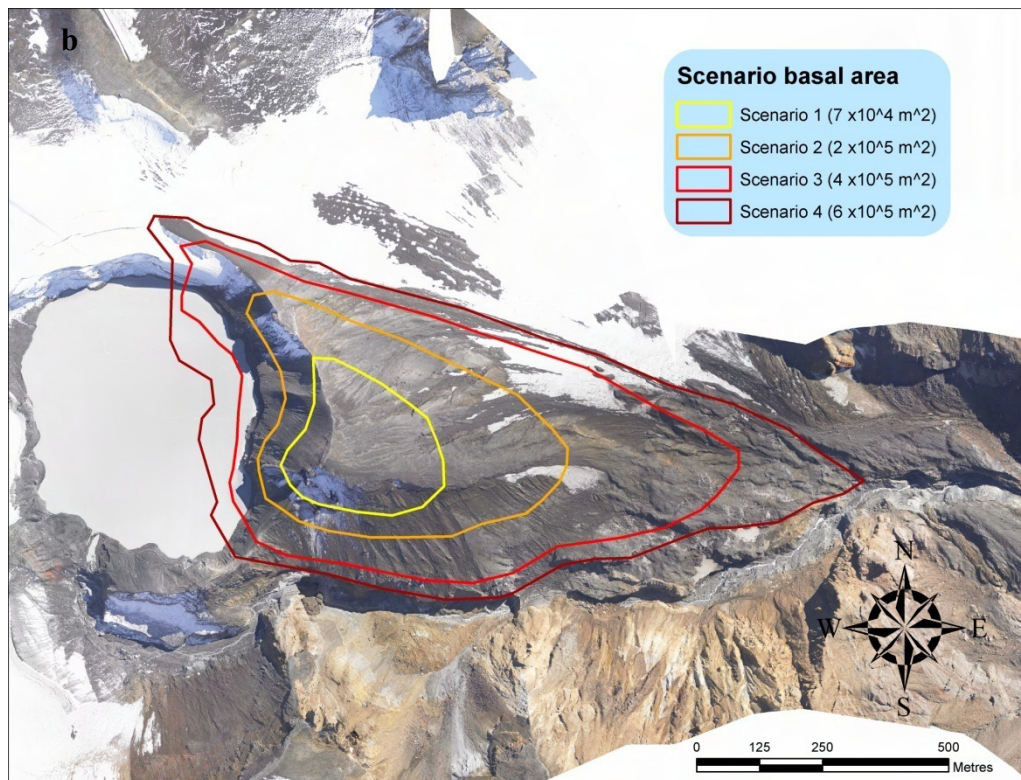 b
Scenario basal area
Scenario 1 (7 x10^4 m^2)
Scenario 2 (2 x10^5 m^2)
Scenario 3 (4 x10^5 m^2)
Scenario 4 (6 x10^5 m^2)
N
W E
S
0 125 250 500
Metres